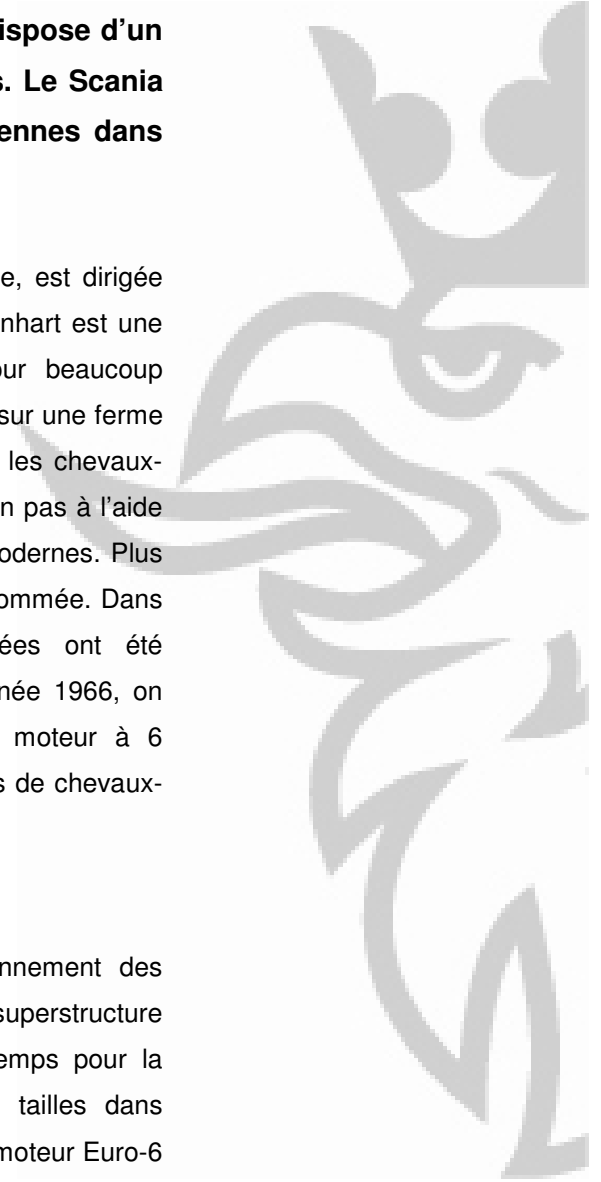 ispose d’un
s. Le Scania
ennes dans
e, est dirigée
nhart est une
ur beaucoup
sur une ferme
les chevaux-
n pas à l’aide
odernes. Plus
ommée. Dans
ées ont été
née 1966, on
moteur à 6
s de chevaux-
nnement des
superstructure
emps pour la
tailles dans
moteur Euro-6